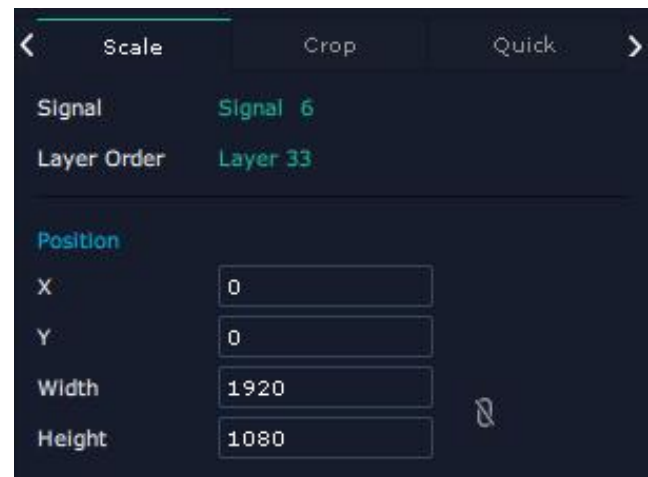 Scale Crop Quick
Signal Signal 6
Layer Order Layer 33
Position
X 0
Y 0
Width 1920
Height 1080